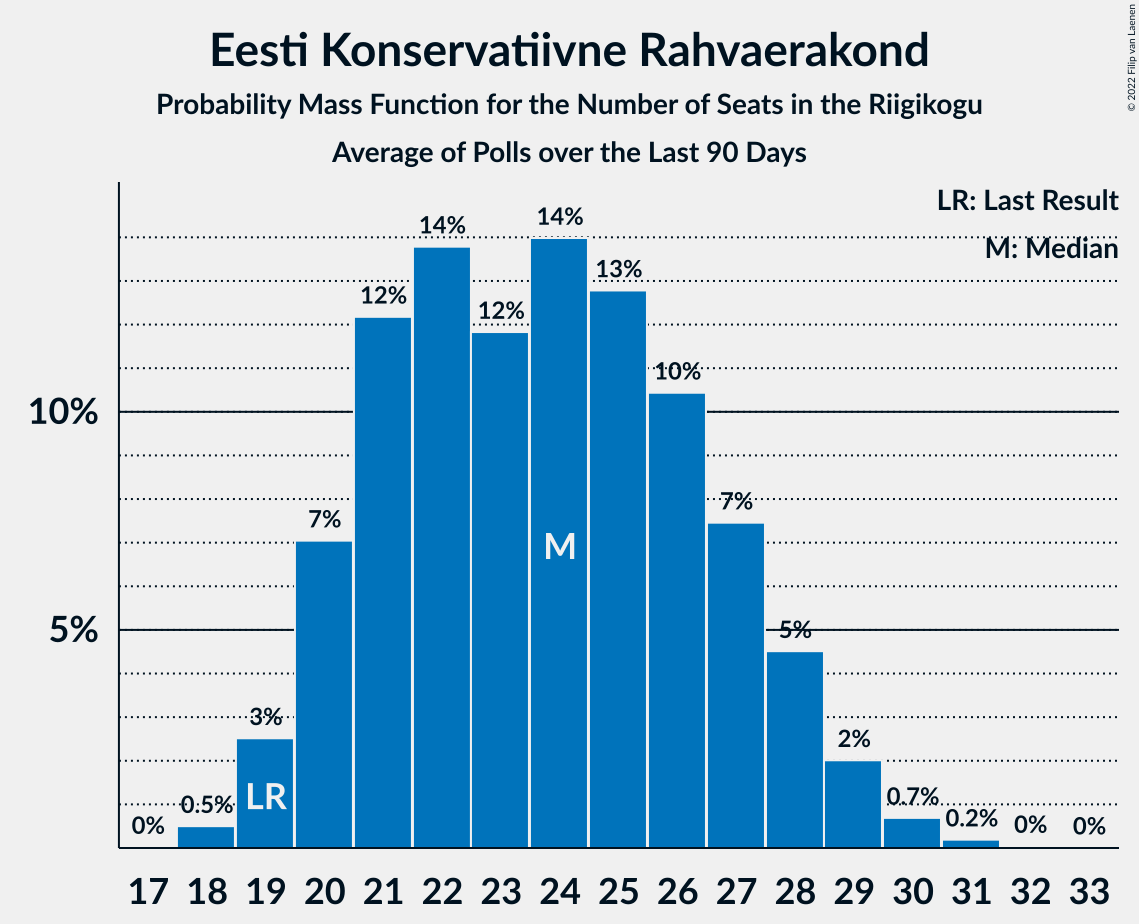 Eesti Konservatiivne Rahvaerakond
Probability Mass Function for the Number of Seats in the Riigikogu
Average of Polls over the Last 90 Days
© 2022 Filip van Laenen
LR: Last Result
M: Median
10%
5%
0%
0.5%
3%
7%
12%
14%
12%
14%
13%
10%
7%
5%
2%
0.7%
0.2%
0%
0%
LR
M
17 18 19 20 21 22 23 24 25 26 27 28 29 30 31 32 33